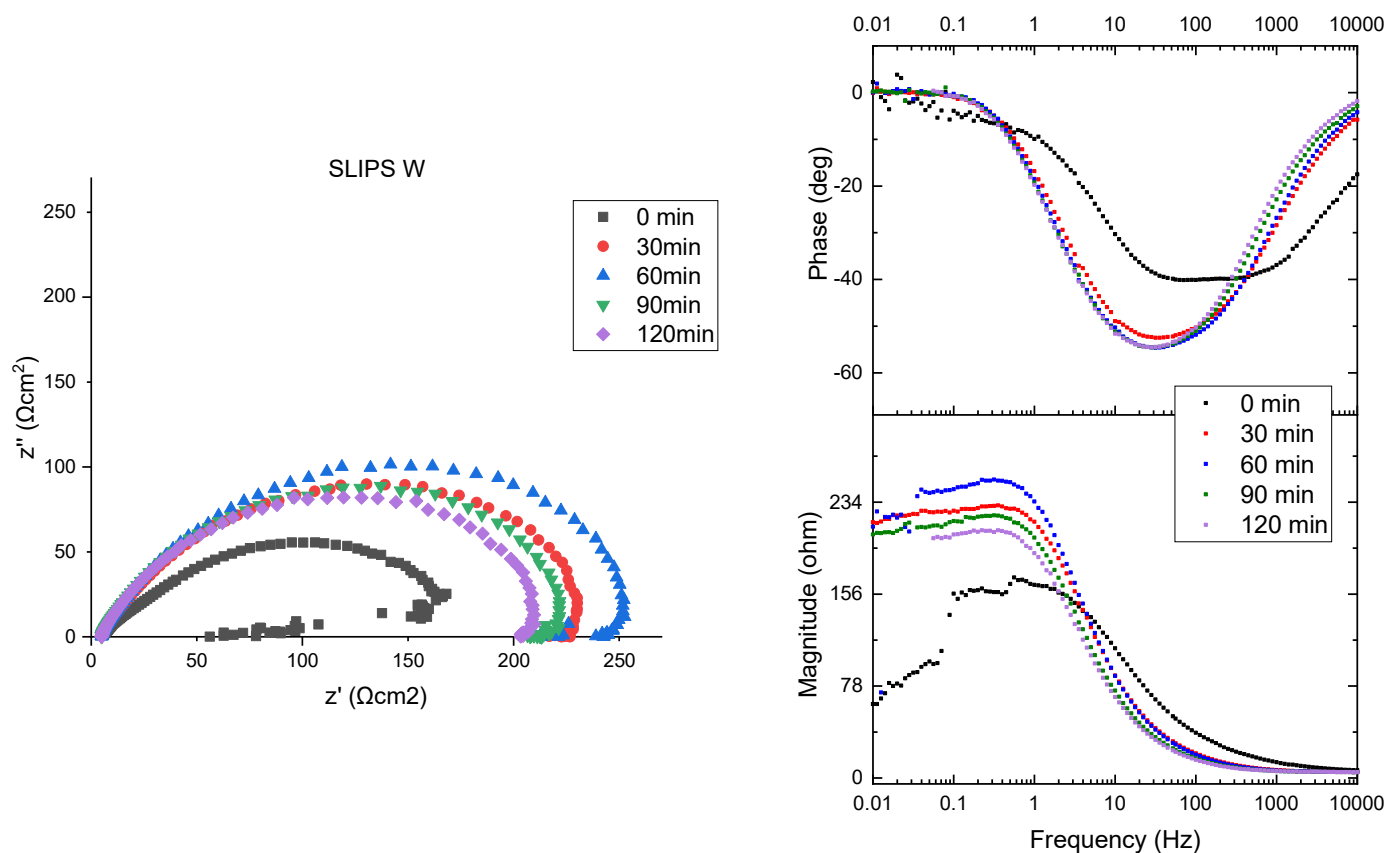 SLIPS W
250
200
150
100
50
0
z'' (Ωcm²)
0 50 100 150 200 250
z' (Ωcm2)
0 min
30min
60min
90min
120min
0.01 0.1 1 10 100 1000 10000
0
-20
-40
-60
Phase (deg)
0 min
30 min
60 min
90 min
120 min
234
156
78
0
Magnitude (ohm)
0.01 0.1 1 10 100 1000 10000
Frequency (Hz)